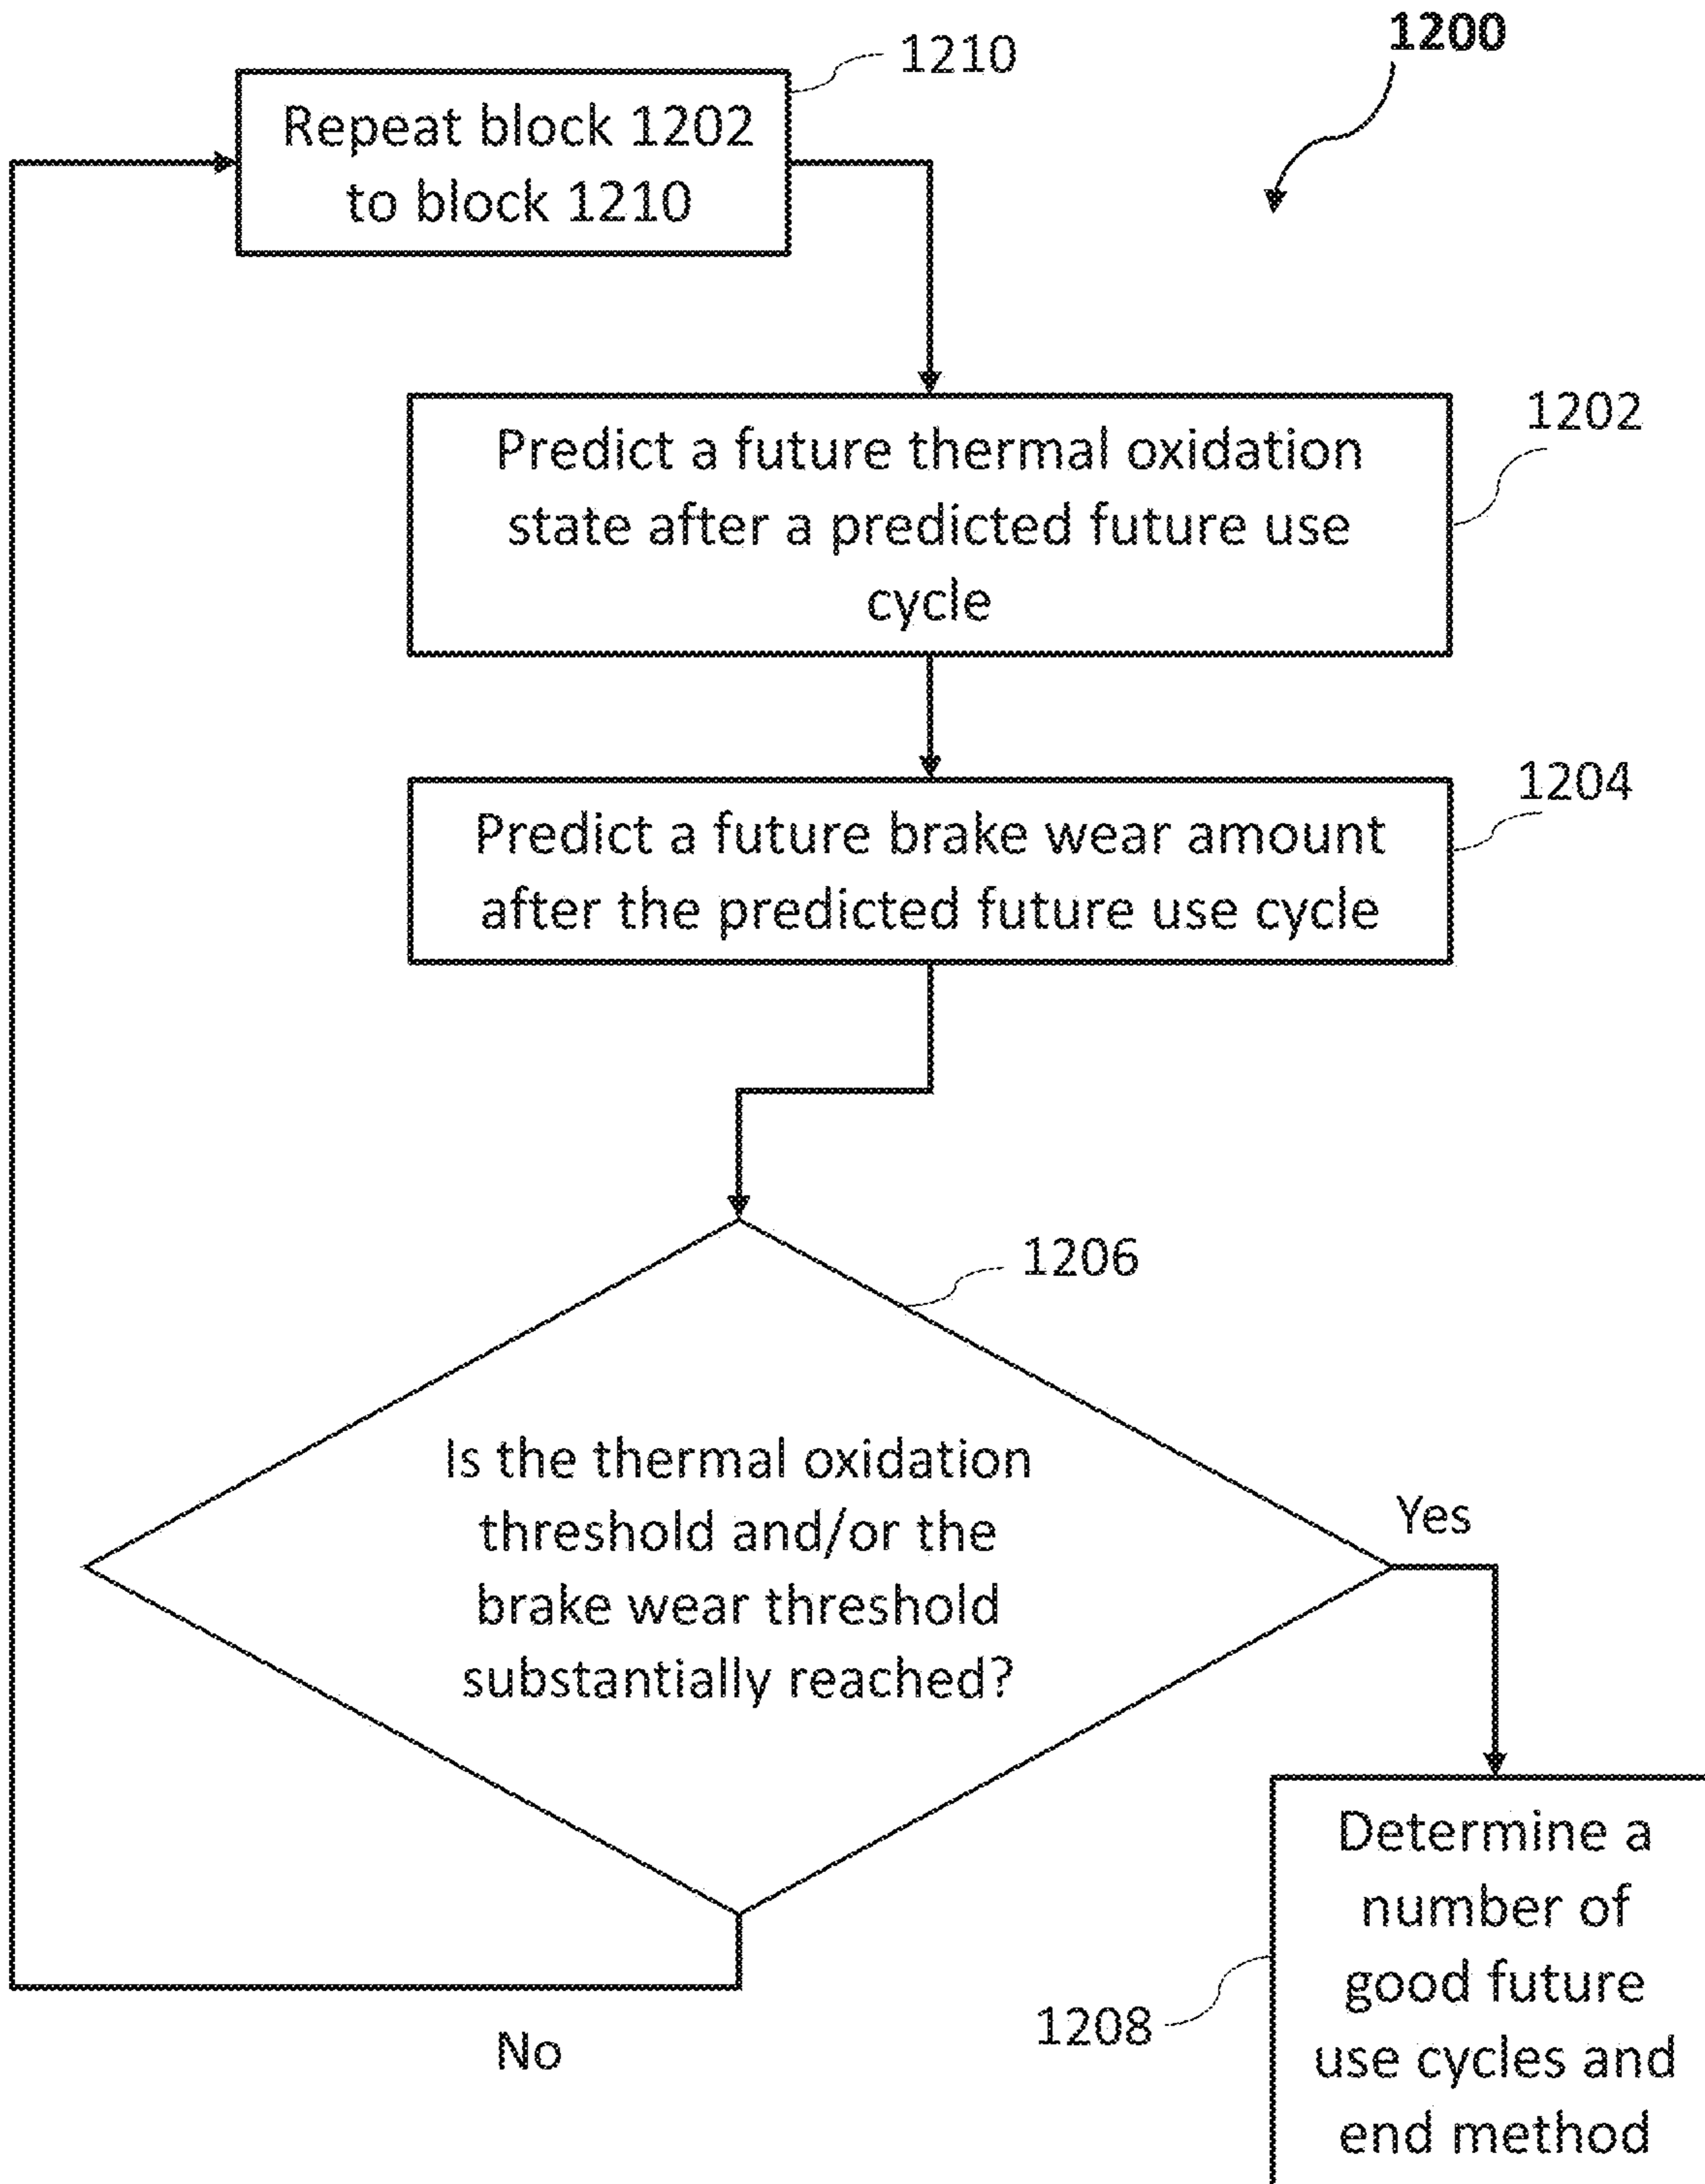 1200
1210
Repeat block 1202
to block 1210
1202
Predict a future thermal oxidation
state after a predicted future use
cycle
1204
Predict a future brake wear amount
after the predicted future use cycle
1206
Is the thermal oxidation
threshold and/or the
brake wear threshold
substantially reached?
Yes
No
1208
Determine a
number of
good future
use cycles and
end method